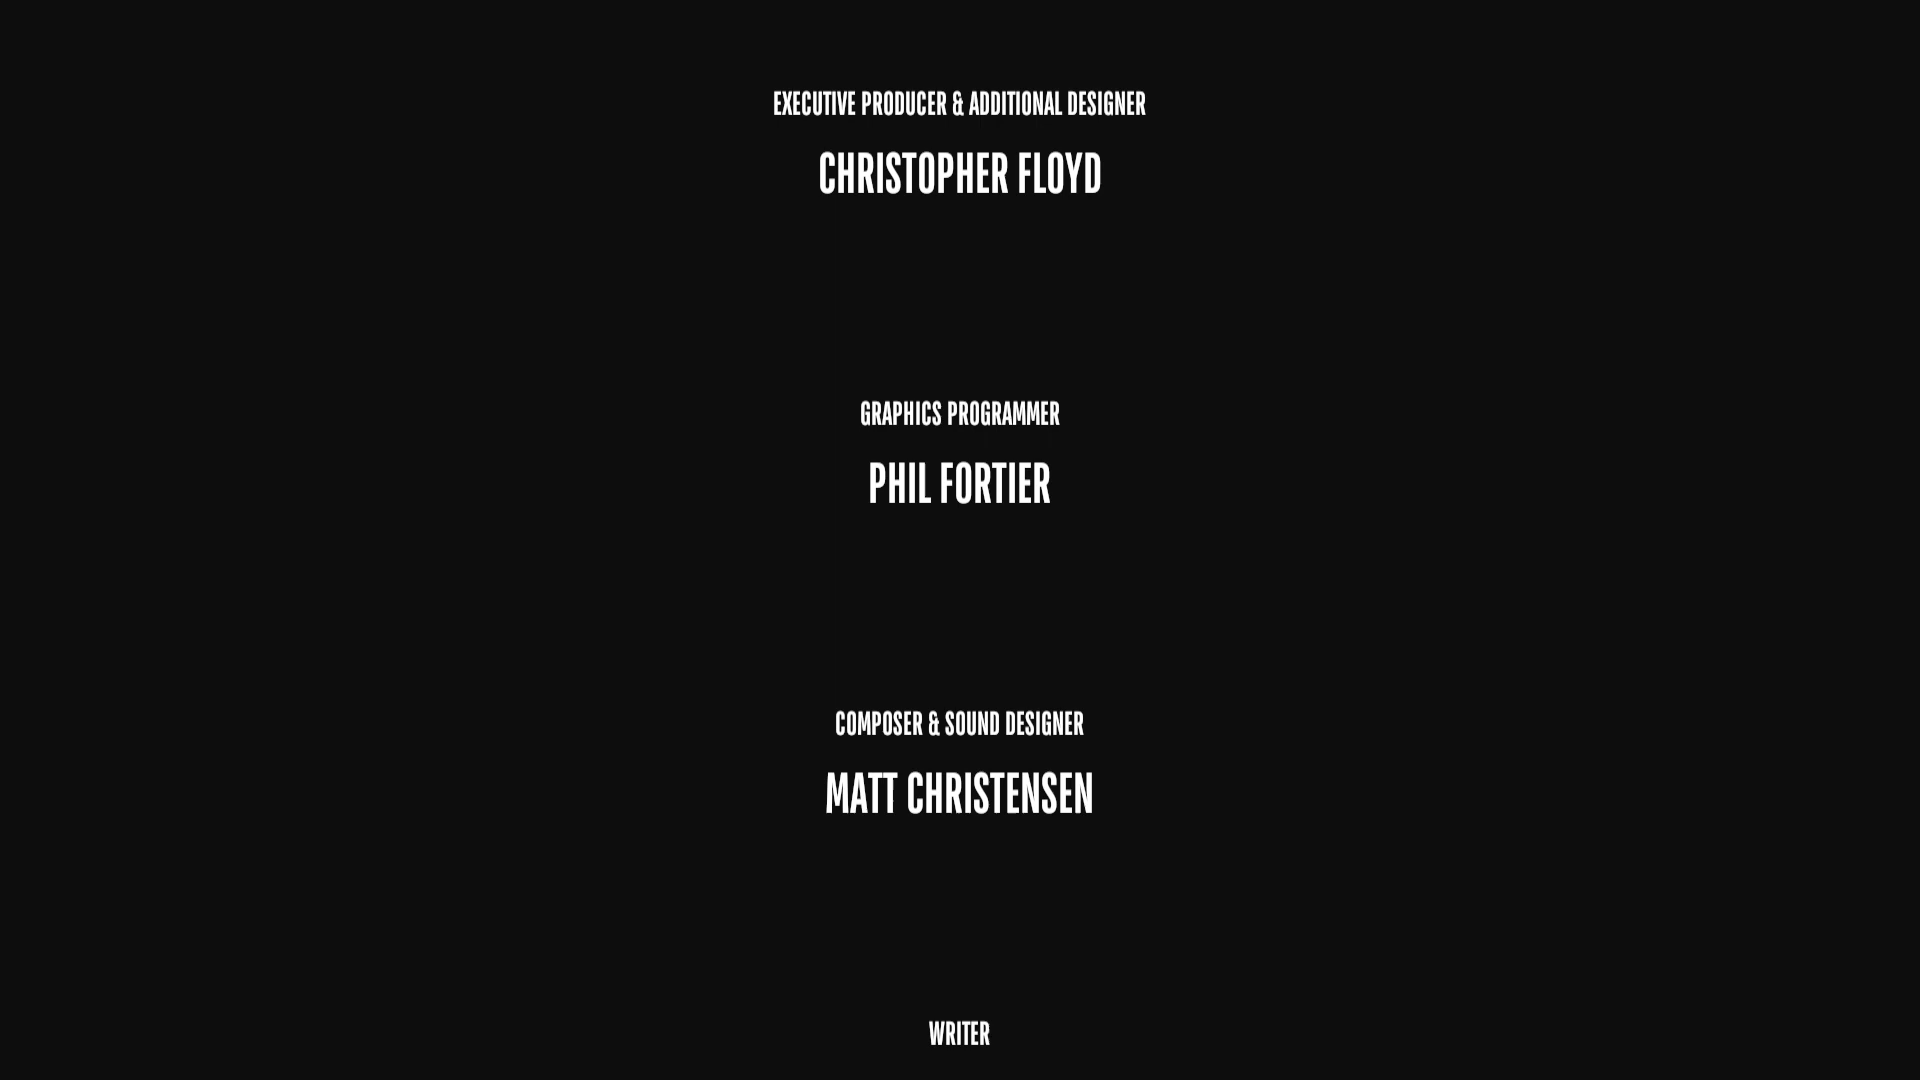 EXECUTIVE PRODUCER & ADDITIONAL DESIGNER
CHRISTOPHER FLOYD
GRAPHICS PROGRAMMER
PHIL FORTIER
COMPOSER & SOUND DESIGNER
MATT CHRISTENSEN
WRITER